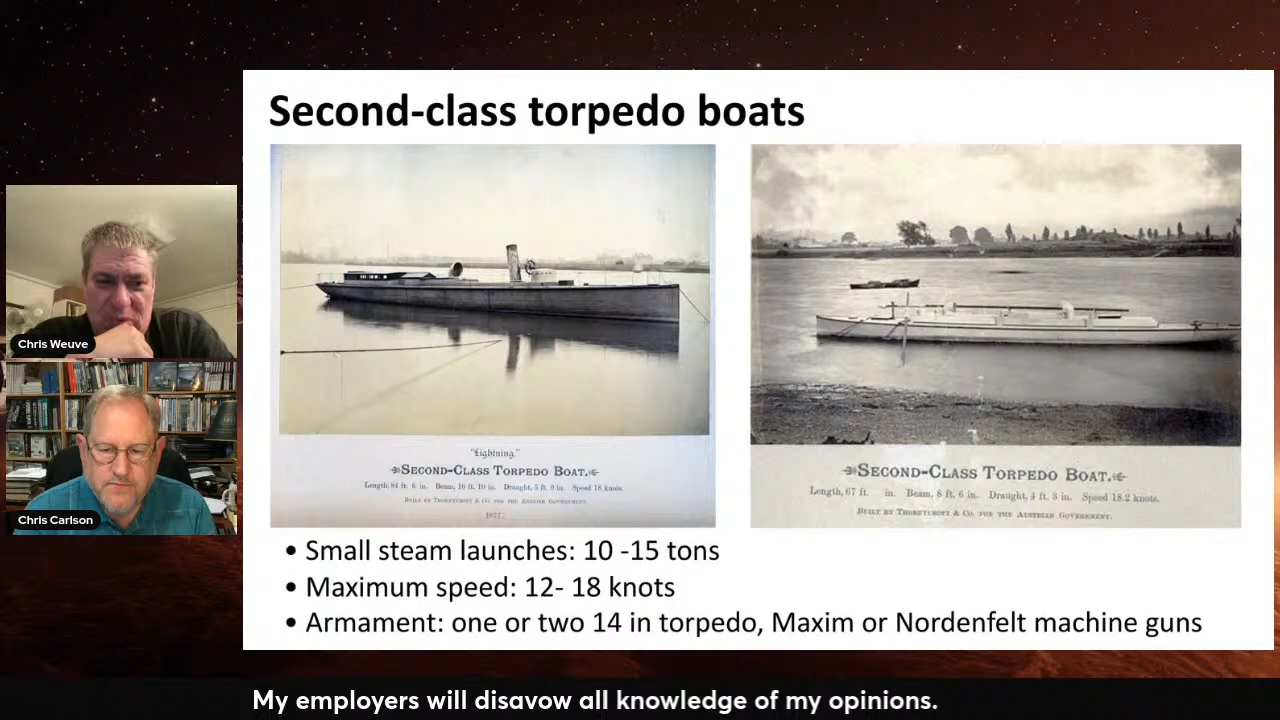 Second-class torpedo boats
"Lightning."
SECOND-CLASS TORPEDO BOAT.
Length, 84 ft. 6 in. Beam, 10 ft. 10 in. Draught, 5 ft. 0 in. Speed 18 knots.
BUILT BY THORNYCROFT & CO. FOR THE ENGLISH GOVERNMENT
1877.
SECOND-CLASS TORPEDO BOAT.
Length, 67 ft. in. Beam, 8 ft. 6 in. Draught, 4 ft. 3 in. Speed 18.2 knots.
BUILT BY THORNYCROFT & CO. FOR THE AUSTRIAN GOVERNMENT.
• Small steam launches: 10 -15 tons
• Maximum speed: 12- 18 knots
• Armament: one or two 14 in torpedo, Maxim or Nordenfelt machine guns
Chris Weuve
Chris Carlson
My employers will disavow all knowledge of my opinions.